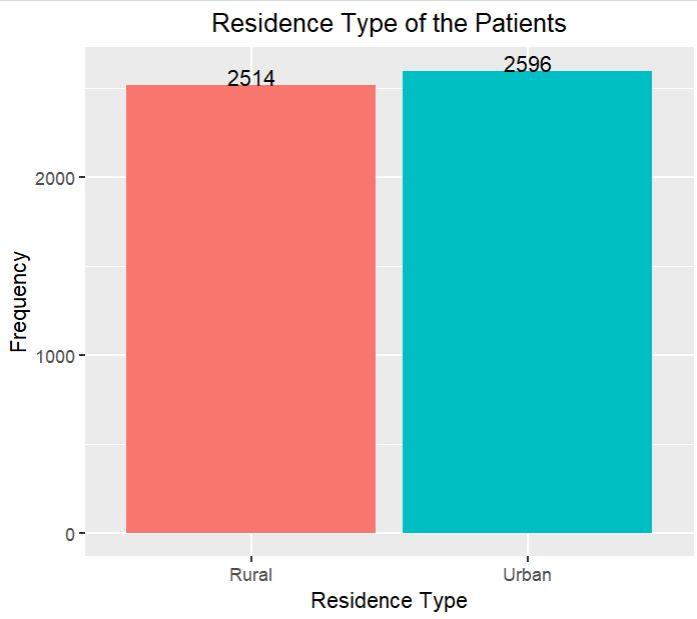 Residence Type of the Patients
2514
2596
2000
1000
0
Frequency
Rural
Urban
Residence Type